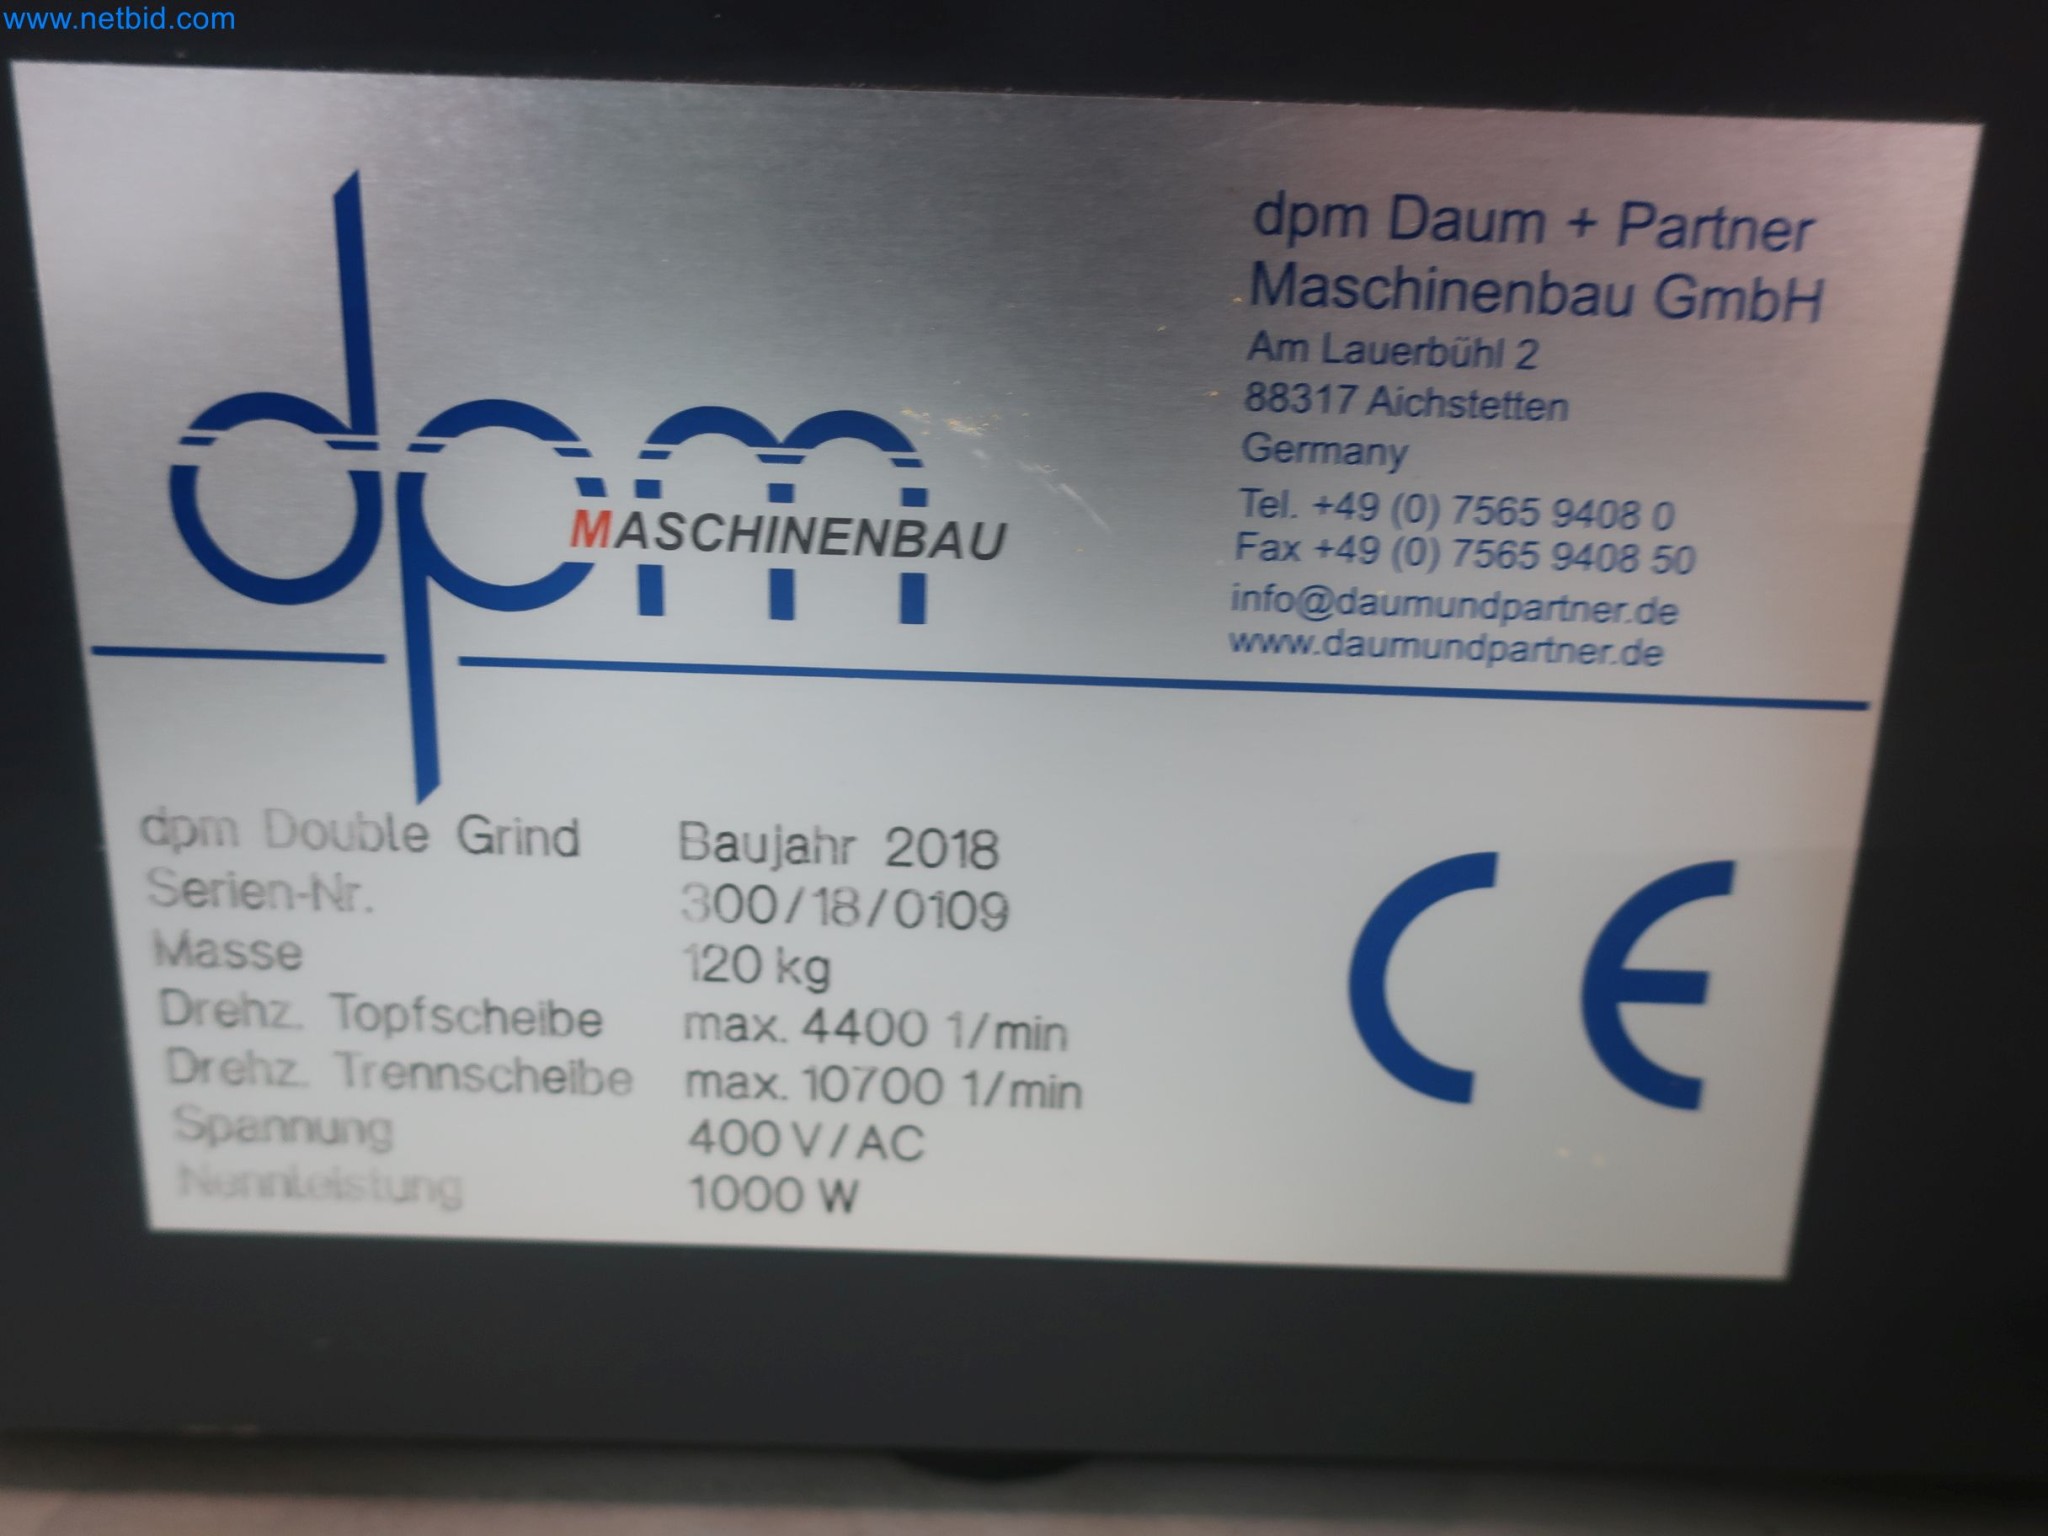 www.netbid.com
dpm
MASCHINENBAU
dpm Daum + Partner
Maschinenbau GmbH
Am Lauerbühl 2
88317 Aichstetten
Germany
Tel. +49 (0) 7565 9408 0
Fax +49 (0) 7565 9408 50
info@daumundpartner.de
www.daumundpartner.de
dpm Double Grind Baujahr 2018
Serien-Nr. 300/18/0109
Masse 120 kg
Drehz. Topfscheibe max. 4400 1/min
Drehz. Trennscheibe max. 10700 1/min
Spannung 400 V/AC
Nennleistung 1000 W
CE